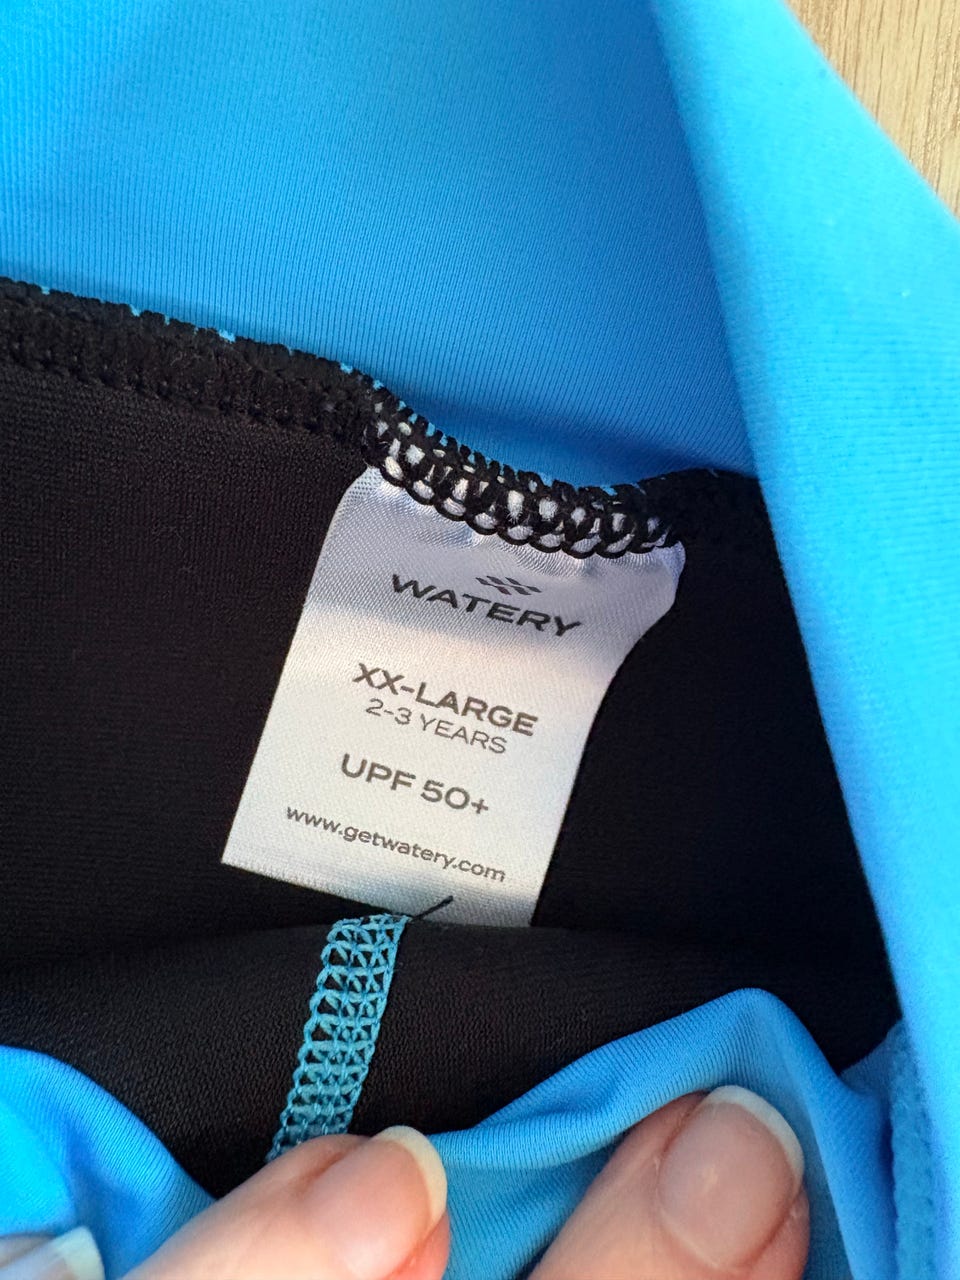 WATERY
XX-LARGE
2-3 YEARS
UPF 50+
www.getwatery.com